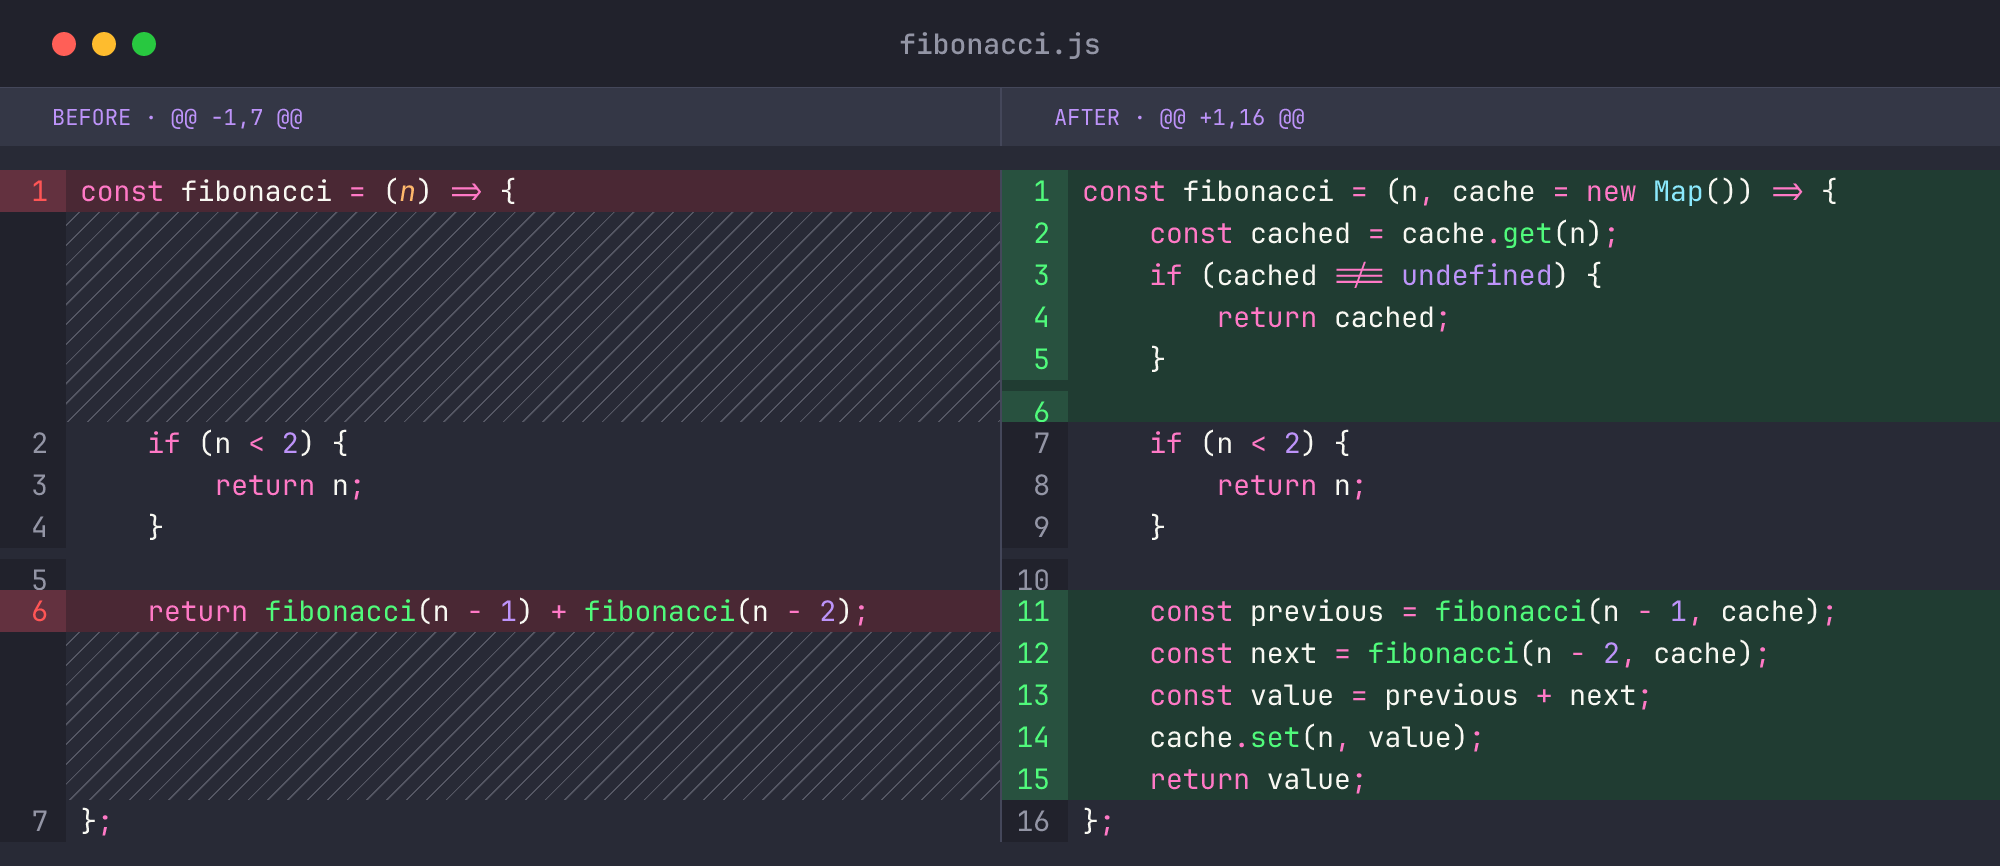 fibonacci.js
BEFORE · @@ -1,7 @@
1 const fibonacci = (n) => {
2     if (n < 2) {
3         return n;
4     }
5
6     return fibonacci(n - 1) + fibonacci(n - 2);
7 };
AFTER · @@ +1,16 @@
1 const fibonacci = (n, cache = new Map()) => {
2     const cached = cache.get(n);
3     if (cached !== undefined) {
4         return cached;
5     }
6
7     if (n < 2) {
8         return n;
9     }
10
11     const previous = fibonacci(n - 1, cache);
12     const next = fibonacci(n - 2, cache);
13     const value = previous + next;
14     cache.set(n, value);
15     return value;
16 };